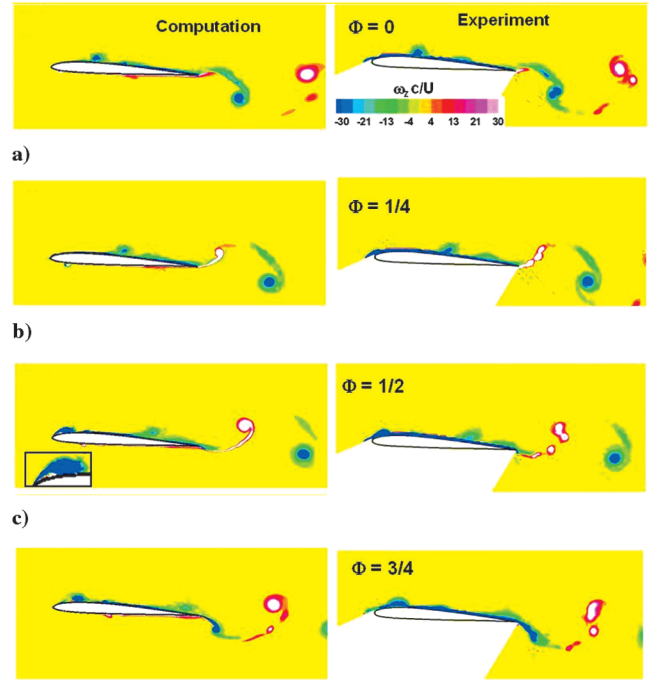 Computation
Φ = 0
Experiment
ω_z c/U
-30 -21 -13 -4 4 13 21 30
a)
Φ = 1/4
b)
Φ = 1/2
c)
Φ = 3/4